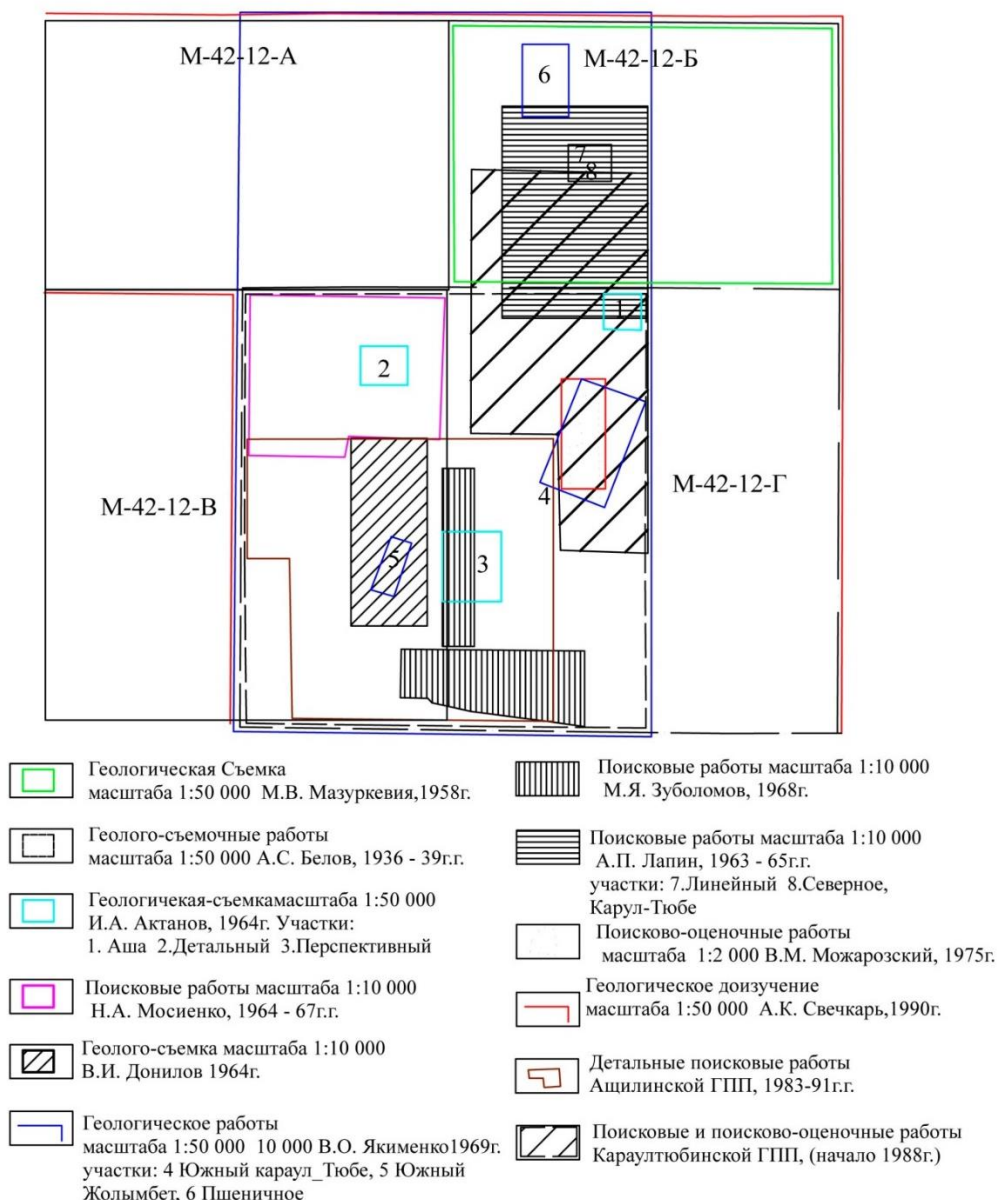 М-42-12-А
М-42-12-Б
6
7
8
1
2
М-42-12-В
М-42-12-Г
4
5
3
Геологическая Съемка
масштаба 1:50 000 М.В. Мазуркевия,1958г.
Геолого-съемочные работы
масштаба 1:50 000 А.С. Белов, 1936 - 39г.г.
Геологичекая-съемкамасштаба 1:50 000
И.А. Актанов, 1964г. Участки:
1. Аша 2.Детальный 3.Перспективный
Поисковые работы масштаба 1:10 000
Н.А. Мосиенко, 1964 - 67г.г.
Геолого-съемка масштаба 1:10 000
В.И. Донилов 1964г.
Геологическое работы
масштаба 1:50 000 10 000 В.О. Якименко1969г.
участки: 4 Южный караул_Тюбе, 5 Южный
Жолымбет, 6 Пшеничное
Поисковые работы масштаба 1:10 000
М.Я. Зуболомов, 1968г.
Поисковые работы масштаба 1:10 000
А.П. Лапин, 1963 - 65г.г.
участки: 7.Линейный 8.Северное,
Карул-Тюбе
Поисково-оценочные работы
масштаба 1:2 000 В.М. Можарозский, 1975г.
Геологическое доизучение
масштаба 1:50 000 А.К. Свечкарь,1990г.
Детальные поисковые работы
Ащилинской ГПП, 1983-91г.г.
Поисковые и поисково-оценочные работы
Караултюбинской ГПП, (начало 1988г.)